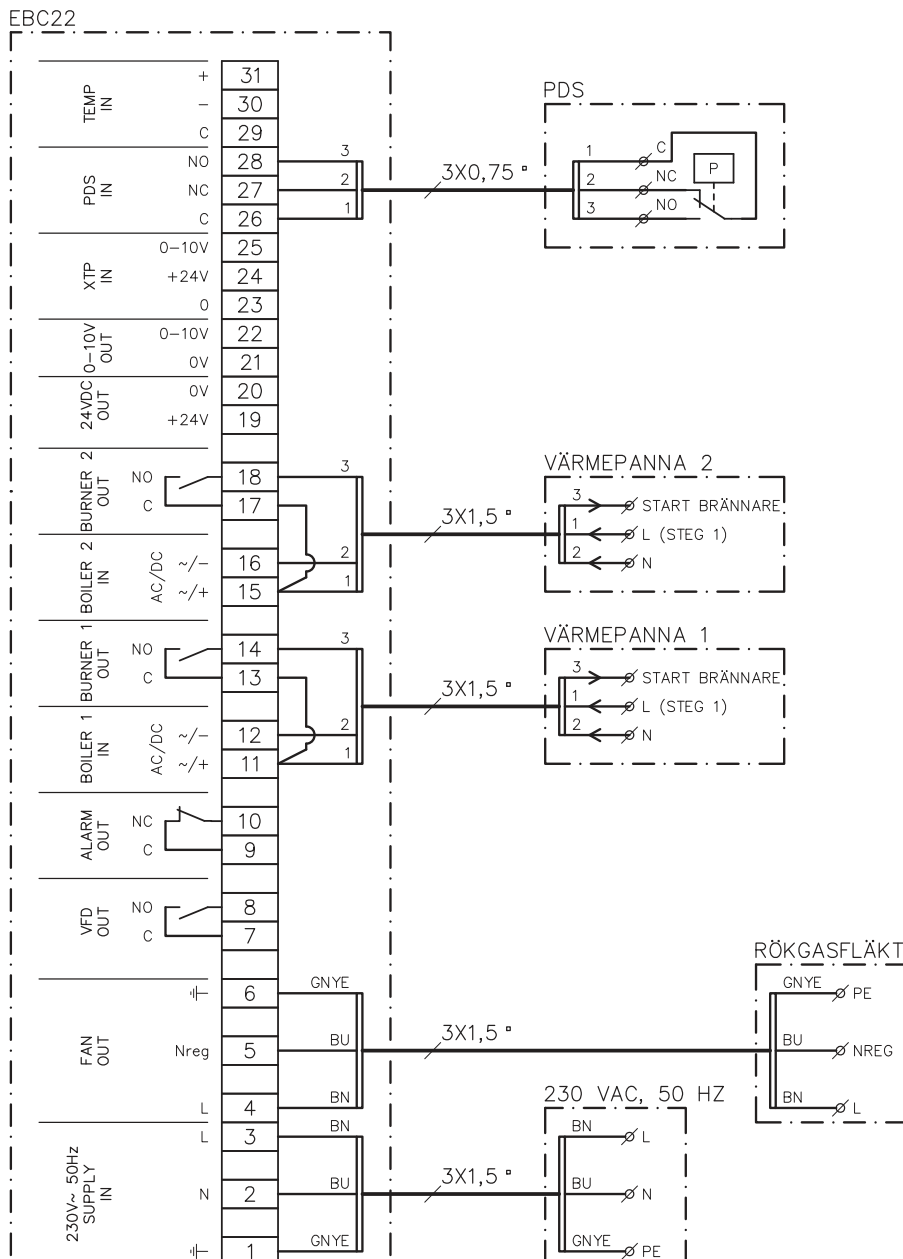 EBC22
TEMP IN
+ 31
- 30
C 29
PDS IN
NO 28 3
NC 27 2
C 26 1
3X0,75 ▫
PDS
1 C
2 NC
3 NO
P
XTP IN
0-10V 25
+24V 24
0 23
0-10V OUT
0-10V 22
0V 21
24VDC OUT
0V 20
+24V 19
BURNER 2 OUT
NO 18 3
C 17
BOILER 2 IN
AC/DC
~/- 16 2
~/+ 15 1
3X1,5 ▫
VÄRMEPANNA 2
3 START BRÄNNARE
1 L (STEG 1)
2 N
BURNER 1 OUT
NO 14 3
C 13
BOILER 1 IN
AC/DC
~/- 12 2
~/+ 11 1
3X1,5 ▫
VÄRMEPANNA 1
3 START BRÄNNARE
1 L (STEG 1)
2 N
ALARM OUT
NC 10
C 9
VFD OUT
NO 8
C 7
FAN OUT
6 GNYE
Nreg 5 BU
L 4 BN
3X1,5 ▫
RÖKGASFLÄKT
GNYE PE
BU NREG
BN L
230V~ 50Hz SUPPLY IN
L 3 BN
N 2 BU
1 GNYE
3X1,5 ▫
230 VAC, 50 HZ
BN L
BU N
GNYE PE